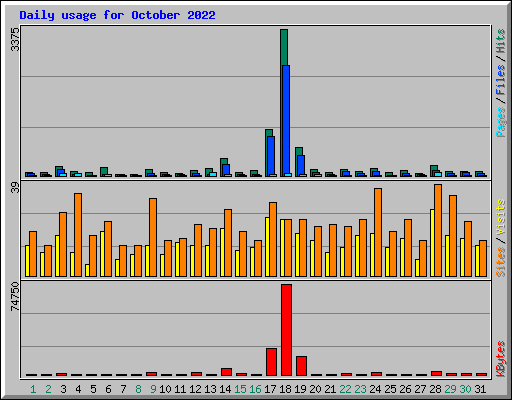 Daily usage for October 2022
3375
Pages / Files / Hits
39
Sites / Visits
74750
KBytes
1 2 3 4 5 6 7 8 9 10 11 12 13 14 15 16 17 18 19 20 21 22 23 24 25 26 27 28 29 30 31